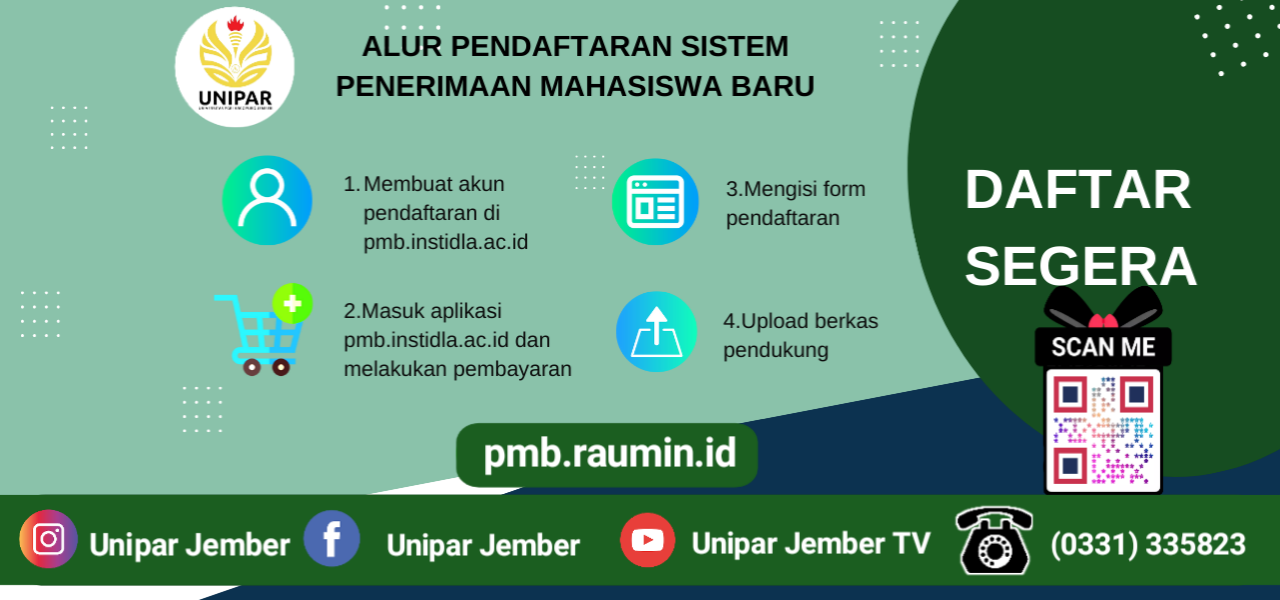 UNIPAR
ALUR PENDAFTARAN SISTEM
PENERIMAAN MAHASISWA BARU
1. Membuat akun
pendaftaran di
pmb.instidla.ac.id
2.Masuk aplikasi
pmb.instidla.ac.id dan
melakukan pembayaran
3.Mengisi form
pendaftaran
4.Upload berkas
pendukung
DAFTAR
SEGERA
SCAN ME
pmb.raumin.id
Unipar Jember
Unipar Jember
Unipar Jember TV
(0331) 335823